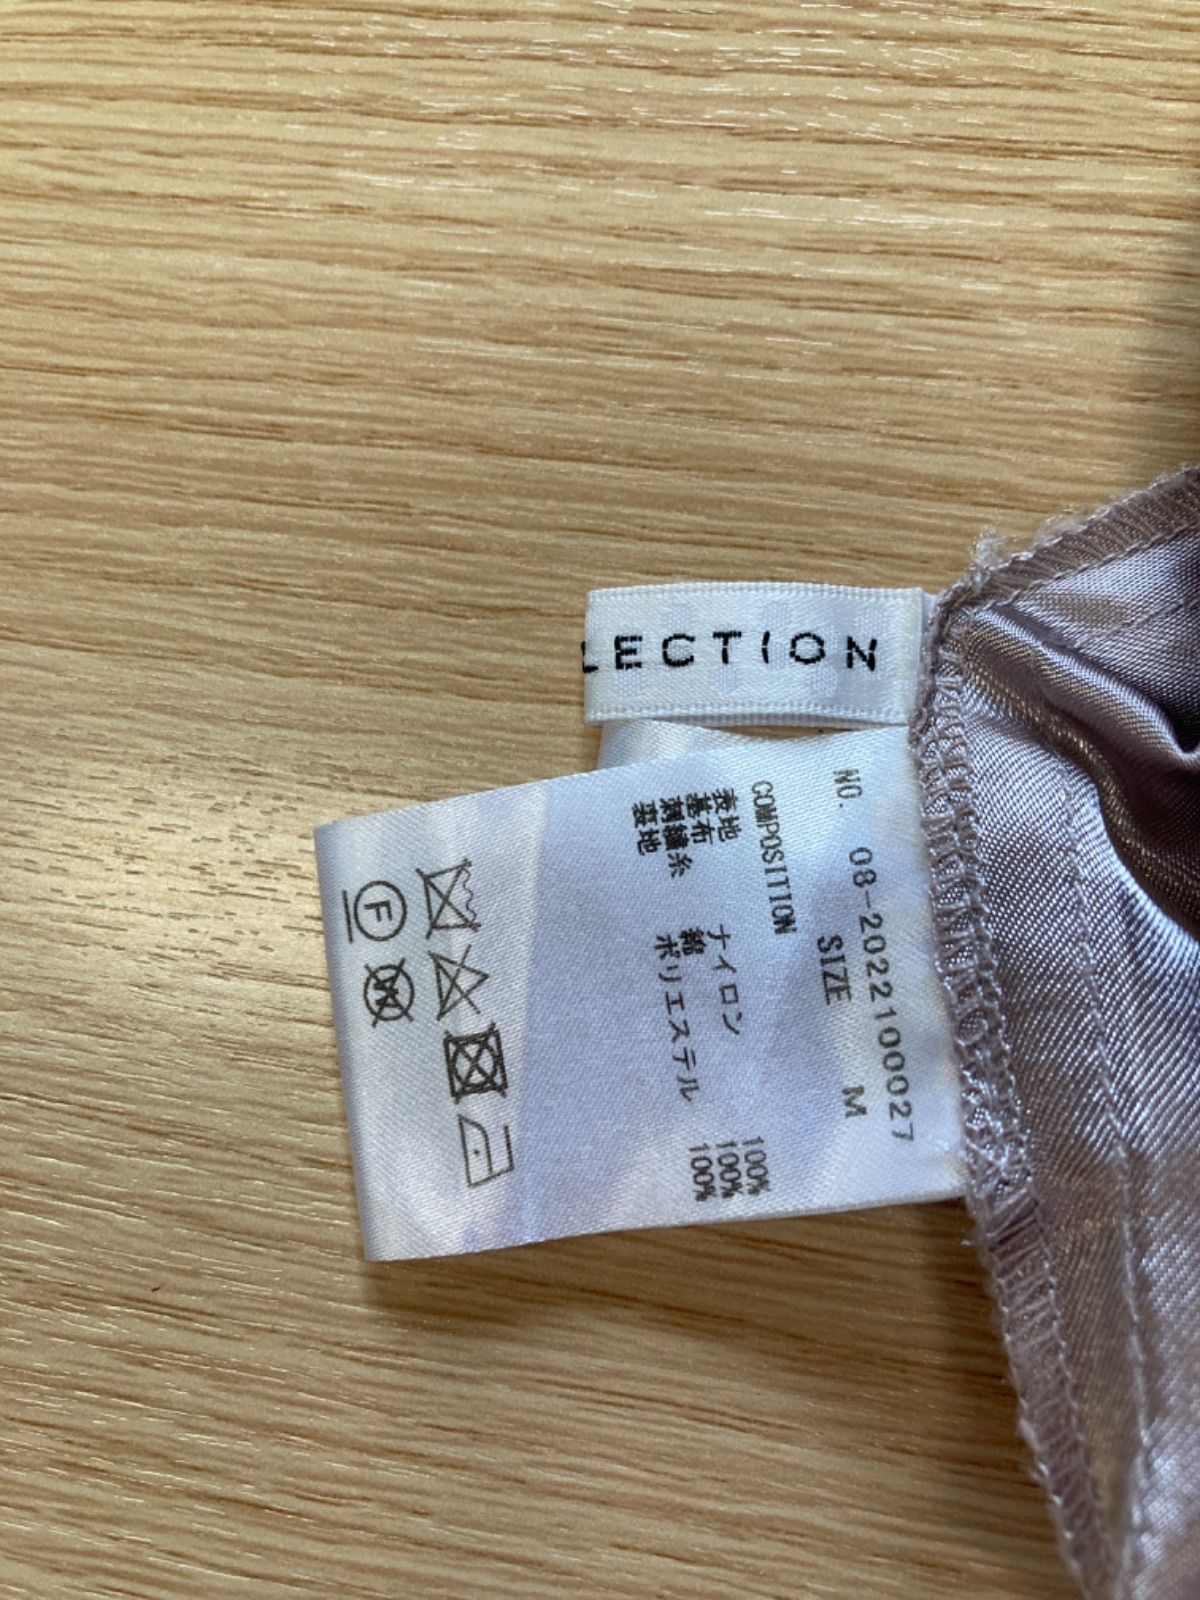 LECTION
NO. 08-202210027
SIZE M
COMPOSITION
表地
基布 ナイロン 100%
刺繍糸 綿 100%
裏地 ポリエステル 100%
F
W